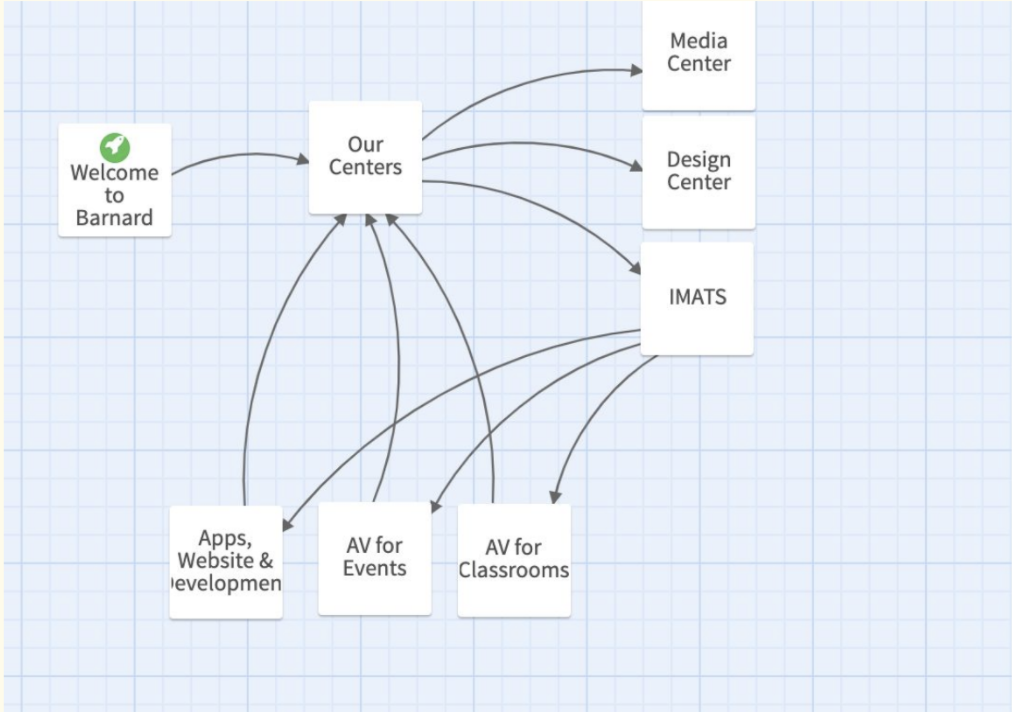 Media
Center
Our
Centers
Welcome
to
Barnard
Design
Center
IMATS
Apps,
Website &
evelopmen
AV for
Events
AV for
Classrooms